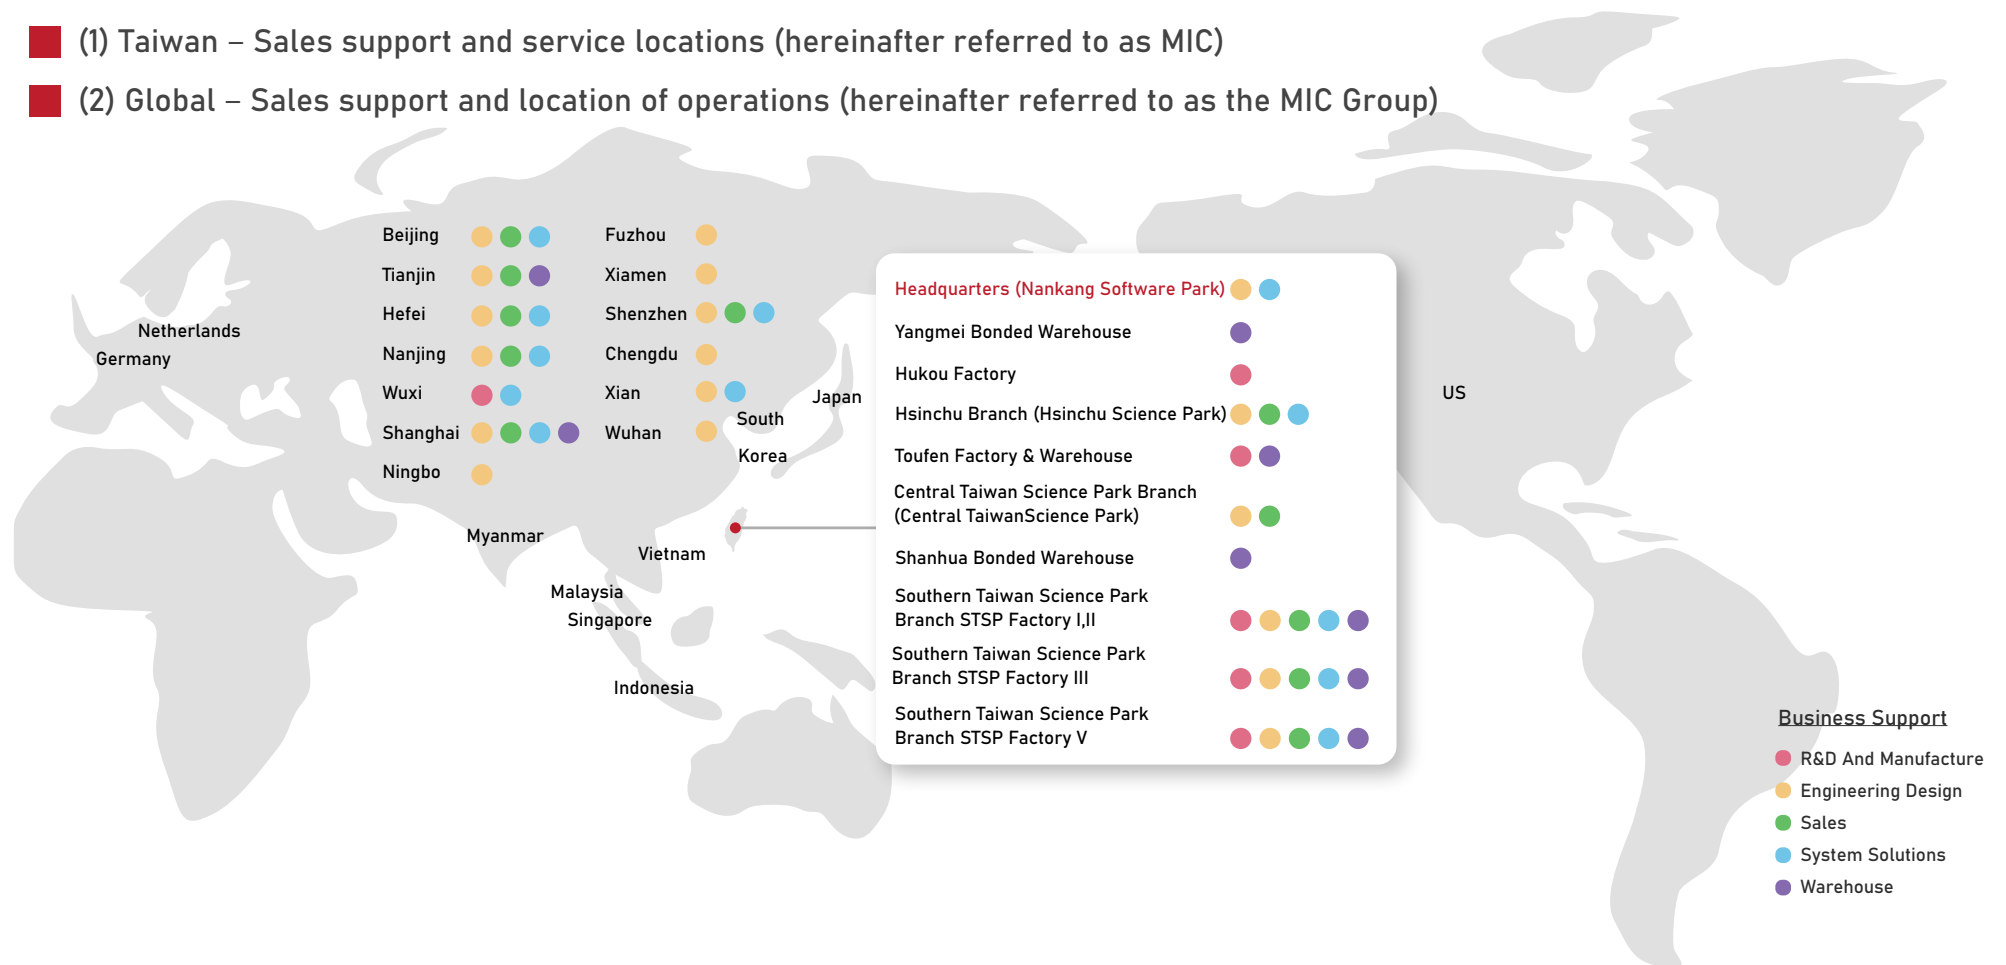 (1) Taiwan – Sales support and service locations (hereinafter referred to as MIC)
(2) Global – Sales support and location of operations (hereinafter referred to as the MIC Group)
Netherlands
Germany
Beijing
Tianjin
Hefei
Nanjing
Wuxi
Shanghai
Ningbo
Fuzhou
Xiamen
Shenzhen
Chengdu
Xian
Wuhan
Japan
South
Korea
Myanmar
Vietnam
Malaysia
Singapore
Indonesia
Headquarters (Nankang Software Park)
Yangmei Bonded Warehouse
Hukou Factory
Hsinchu Branch (Hsinchu Science Park)
Toufen Factory & Warehouse
Central Taiwan Science Park Branch
(Central TaiwanScience Park)
Shanhua Bonded Warehouse
Southern Taiwan Science Park
Branch STSP Factory I,II
Southern Taiwan Science Park
Branch STSP Factory III
Southern Taiwan Science Park
Branch STSP Factory V
US
Business Support
R&D And Manufacture
Engineering Design
Sales
System Solutions
Warehouse